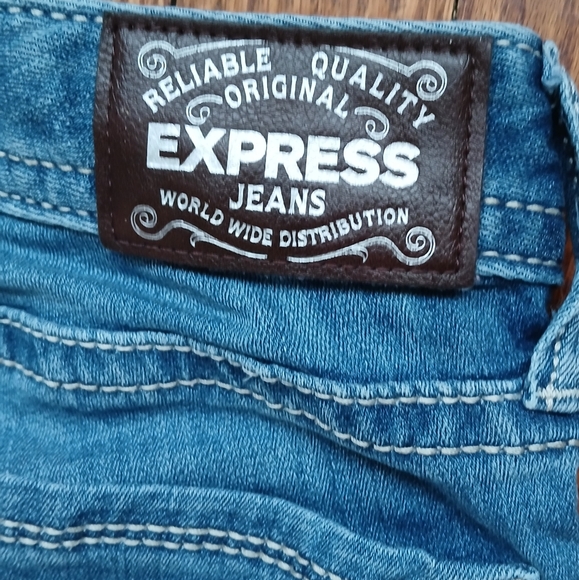 RELIABLE QUALITY
ORIGINAL
EXPRESS
JEANS
WORLD WIDE DISTRIBUTION